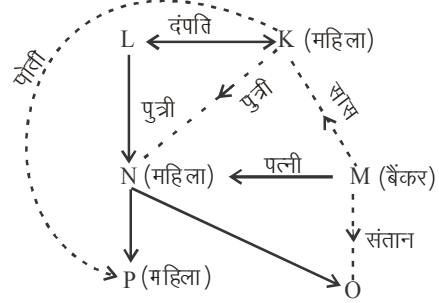 L दंपति K (महिला)
पोती
पुत्री पुत्री सास
N (महिला) पत्नी M (बैंकर)
संतान
P (महिला) O